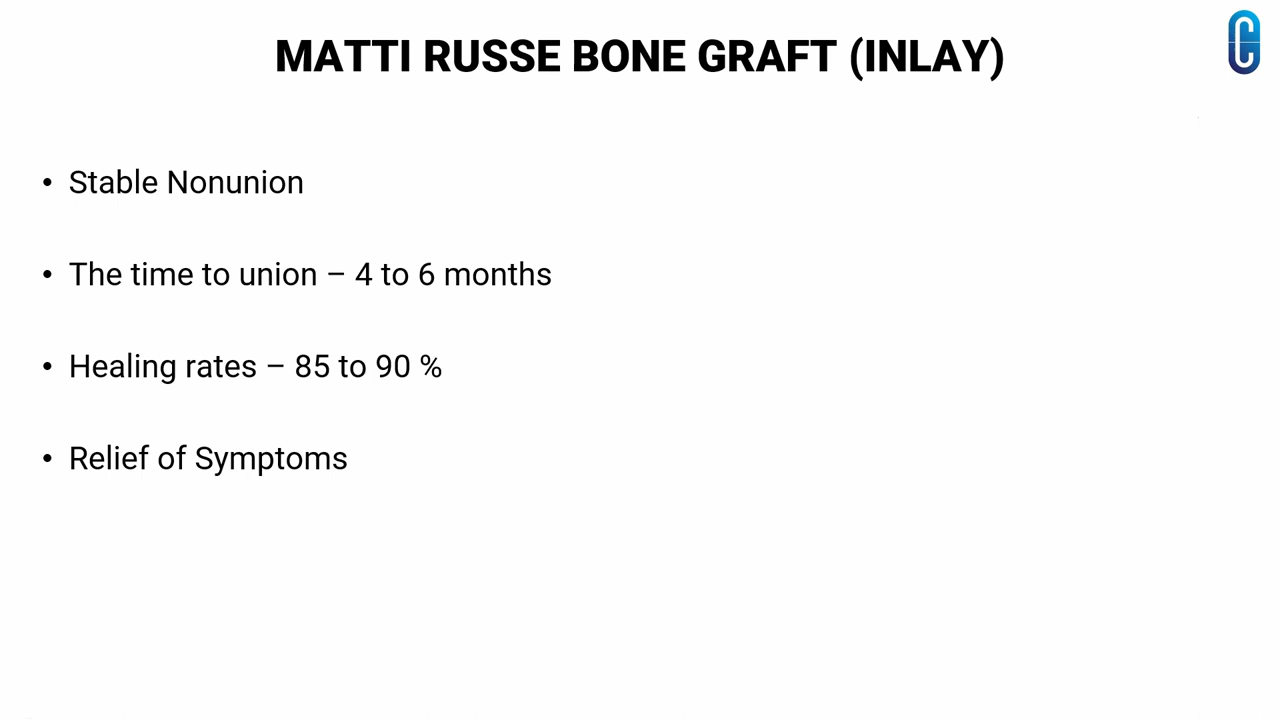 MATTI RUSSE BONE GRAFT (INLAY)
• Stable Nonunion
• The time to union – 4 to 6 months
• Healing rates – 85 to 90 %
• Relief of Symptoms